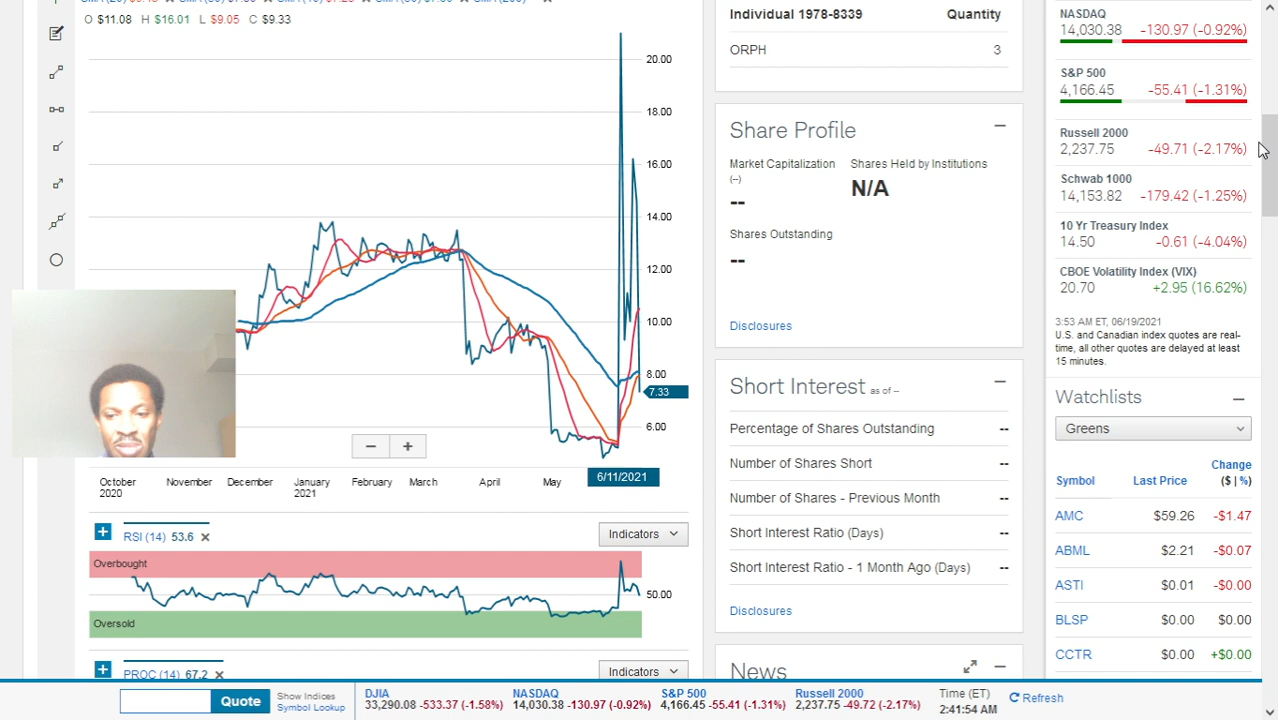 O $11.08 H $16.01 L $9.05 C $9.33
20.00
18.00
16.00
14.00
12.00
10.00
8.00
7.33
6.00
October
2020
November
December
January
2021
February
March
April
May
6/11/2021
RSI (14) 53.6
Indicators
Overbought
50.00
Oversold
PROC (14) 67.2
Indicators
Individual 1978-8339 Quantity
ORPH 3
Share Profile
Market Capitalization
(--)
--
Shares Held by Institutions
N/A
Shares Outstanding
--
Disclosures
Short Interest as of --
Percentage of Shares Outstanding --
Number of Shares Short --
Number of Shares - Previous Month --
Short Interest Ratio (Days) --
Short Interest Ratio - 1 Month Ago (Days) --
Disclosures
News
NASDAQ
14,030.38 -130.97 (-0.92%)
S&P 500
4,166.45 -55.41 (-1.31%)
Russell 2000
2,237.75 -49.71 (-2.17%)
Schwab 1000
14,153.82 -179.42 (-1.25%)
10 Yr Treasury Index
14.50 -0.61 (-4.04%)
CBOE Volatility Index (VIX)
20.70 +2.95 (16.62%)
3:53 AM ET, 06/19/2021
U.S. and Canadian index quotes are real-
time, all other quotes are delayed at least
15 minutes.
Watchlists
Greens
Change
Symbol Last Price ($ | %)
AMC $59.26 -$1.47
ABML $2.21 -$0.07
ASTI $0.01 -$0.00
BLSP $0.00 $0.00
CCTR $0.00 +$0.00
Quote
Show Indices
Symbol Lookup
DJIA
33,290.08 -533.37 (-1.58%)
NASDAQ
14,030.38 -130.97 (-0.92%)
S&P 500
4,166.45 -55.41 (-1.31%)
Russell 2000
2,237.75 -49.72 (-2.17%)
Time (ET)
2:41:54 AM
Refresh